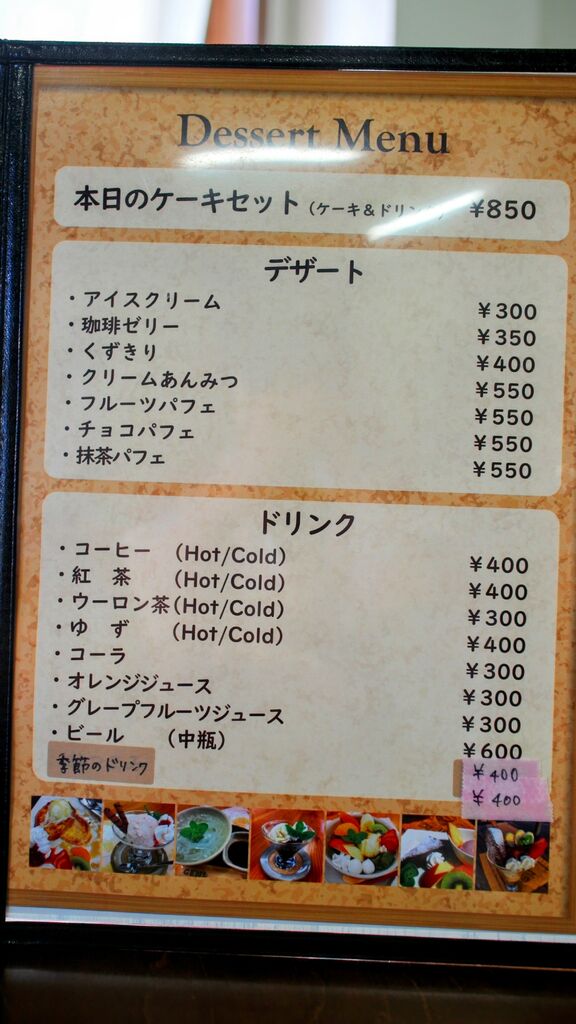 Dessert Menu
本日のケーキセット (ケーキ&ドリンク) ¥850
デザート
・アイスクリーム ¥300
・珈琲ゼリー ¥350
・くずきり ¥400
・クリームあんみつ ¥550
・フルーツパフェ ¥550
・チョコパフェ ¥550
・抹茶パフェ ¥550
ドリンク
・コーヒー (Hot/Cold) ¥400
・紅 茶 (Hot/Cold) ¥400
・ウーロン茶(Hot/Cold) ¥300
・ゆ ず (Hot/Cold) ¥400
・コーラ ¥300
・オレンジジュース ¥300
・グレープフルーツジュース ¥300
・ビール (中瓶) ¥600
季節のドリンク ¥400
¥400